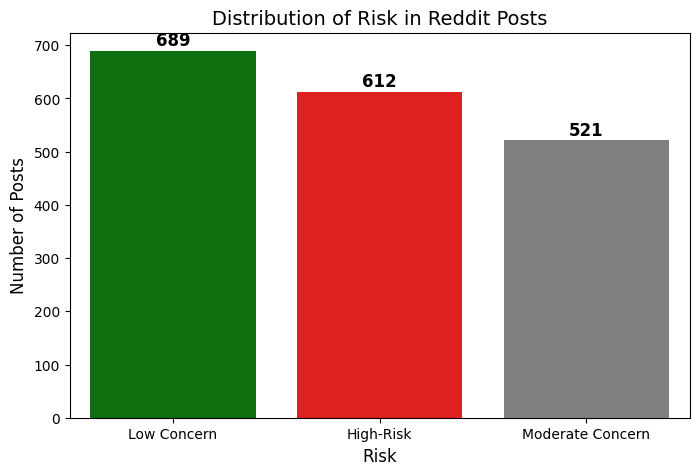 Distribution of Risk in Reddit Posts
689
612
521
700
600
500
400
300
200
100
0
Number of Posts
Low Concern
High-Risk
Moderate Concern
Risk